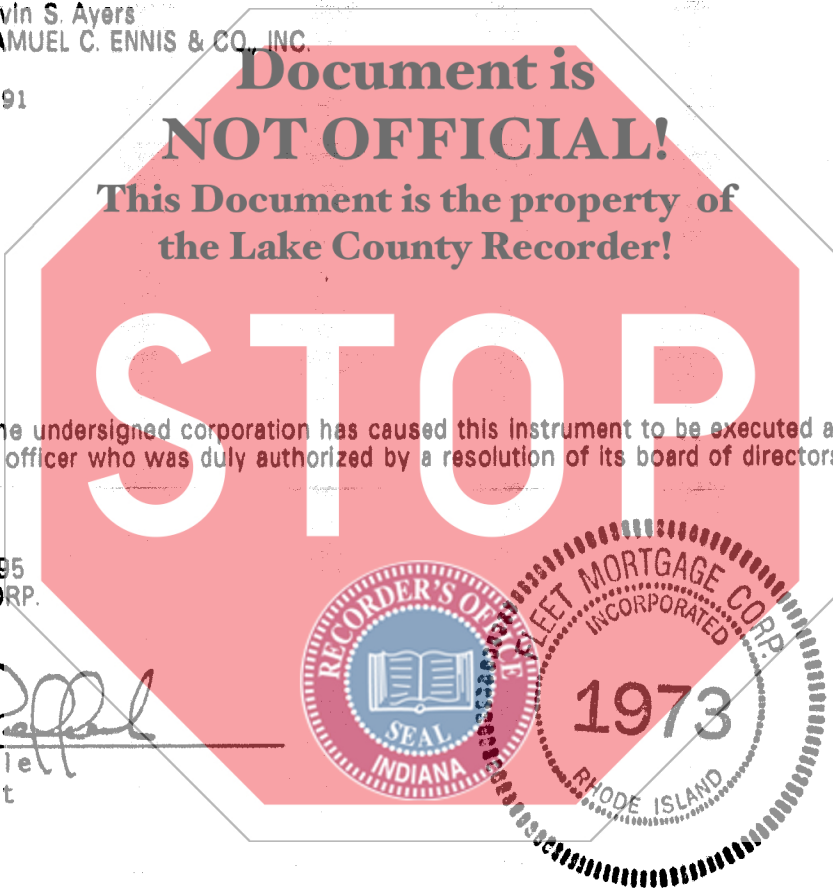 vin S. Ayers
AMUEL C. ENNIS & CO., INC.
Document is
91
NOT OFFICIAL!
This Document is the property of
the Lake County Recorder!
STOP
he undersigned corporation has caused this instrument to be executed a
officer who was duly authorized by a resolution of its board of directors
95
ORP.
RECORDER'S OFFICE
SEAL
INDIANA
FLEET MORTGAGE CORP.
INCORPORATED
1973
RHODE ISLAND